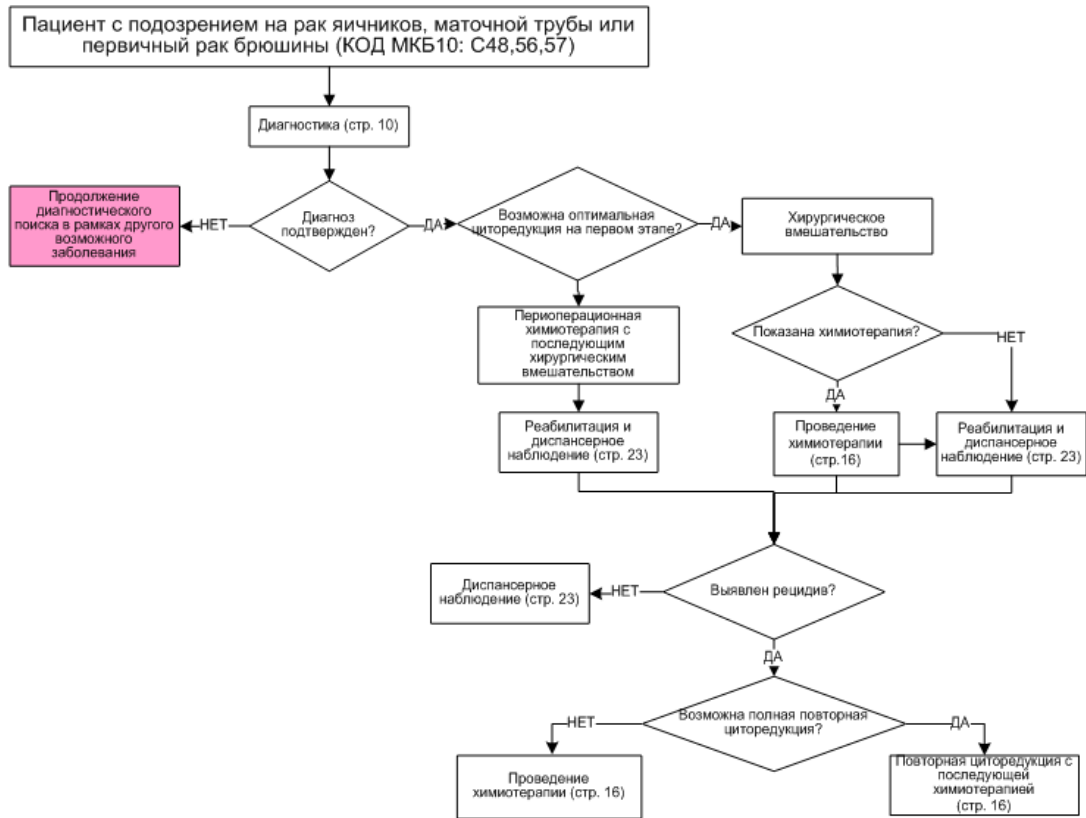 Пациент с подозрением на рак яичников, маточной трубы или
первичный рак брюшины (КОД МКБ10: С48,56,57)
Диагностика (стр. 10)
Продолжение
диагностического
поиска в рамках другого
возможного
заболевания
НЕТ
Диагноз
подтвержден?
ДА
Возможна оптимальная
циторедукция на первом этапе?
ДА
Хирургическое
вмешательство
Периоперационная
химиотерапия с
последующим
хирургическим
вмешательством
Показана химиотерапия?
НЕТ
ДА
Реабилитация и
диспансерное
наблюдение (стр. 23)
Проведение
химиотерапии
(стр.16)
Реабилитация и
диспансерное
наблюдение (стр. 23)
Диспансерное
наблюдение (стр. 23)
НЕТ
Выявлен рецидив?
ДА
НЕТ
Возможна полная повторная
циторедукция?
ДА
Проведение
химиотерапии (стр. 16)
Повторная циторедукция с
последующей
химиотерапией
(стр. 16)